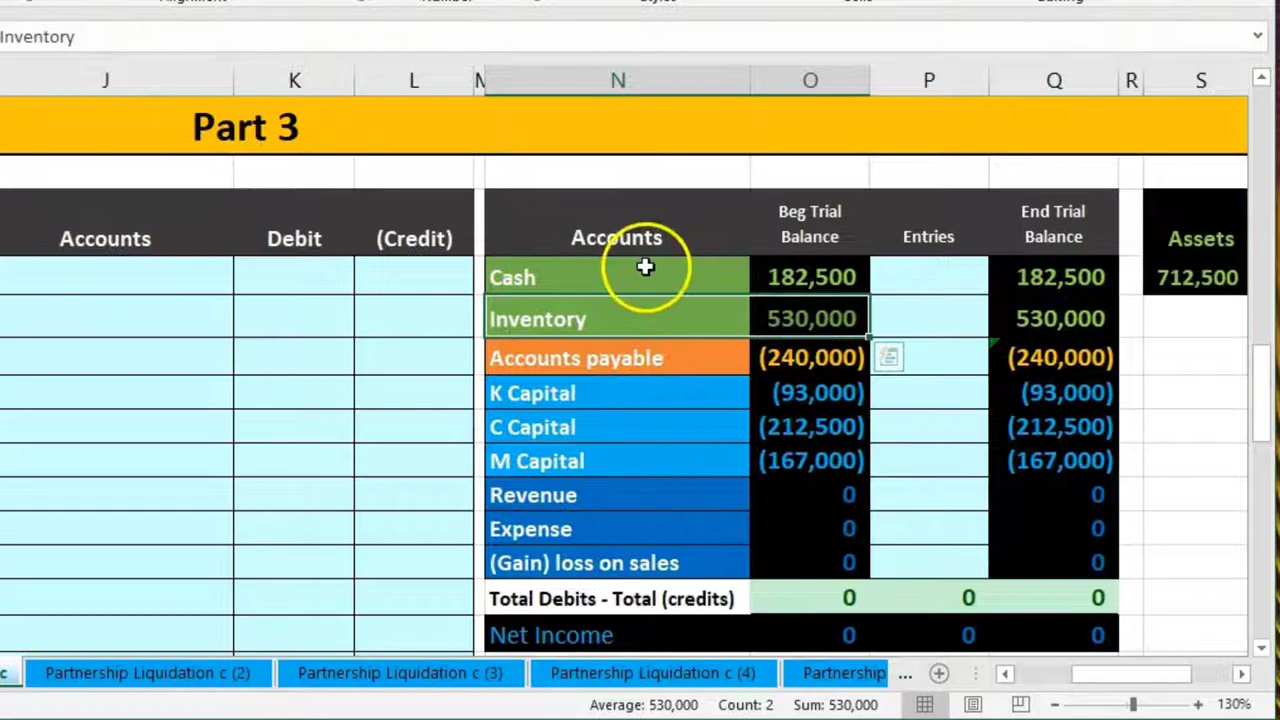 Inventory
J K L M N O P Q R S
Part 3
Beg Trial End Trial
Accounts Debit (Credit) Accounts Balance Entries Balance Assets
Cash 182,500 182,500 712,500
Inventory 530,000 530,000
Accounts payable (240,000) (240,000)
K Capital (93,000) (93,000)
C Capital (212,500) (212,500)
M Capital (167,000) (167,000)
Revenue 0 0
Expense 0 0
(Gain) loss on sales 0 0
Total Debits - Total (credits) 0 0 0
Net Income 0 0 0
c Partnership Liquidation c (2) Partnership Liquidation c (3) Partnership Liquidation c (4) Partnership ...
Average: 530,000 Count: 2 Sum: 530,000 130%